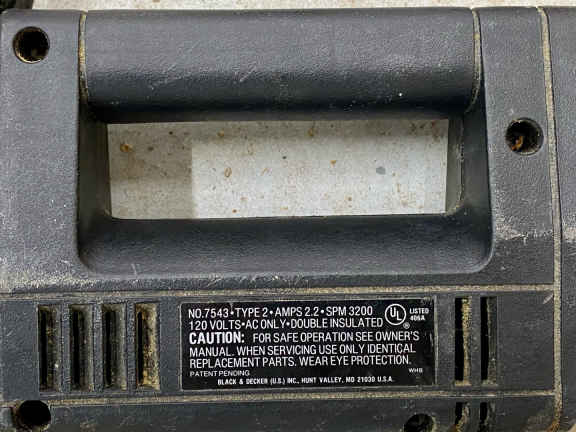 NO. 7543 • TYPE 2 • AMPS 2.2 • SPM 3200
120 VOLTS • AC ONLY • DOUBLE INSULATED
UL ® LISTED
405A
CAUTION: FOR SAFE OPERATION SEE OWNER'S
MANUAL. WHEN SERVICING USE ONLY IDENTICAL
REPLACEMENT PARTS. WEAR EYE PROTECTION.
PATENT PENDING WHB
BLACK & DECKER (U.S.) INC., HUNT VALLEY, MD 21030 U.S.A.